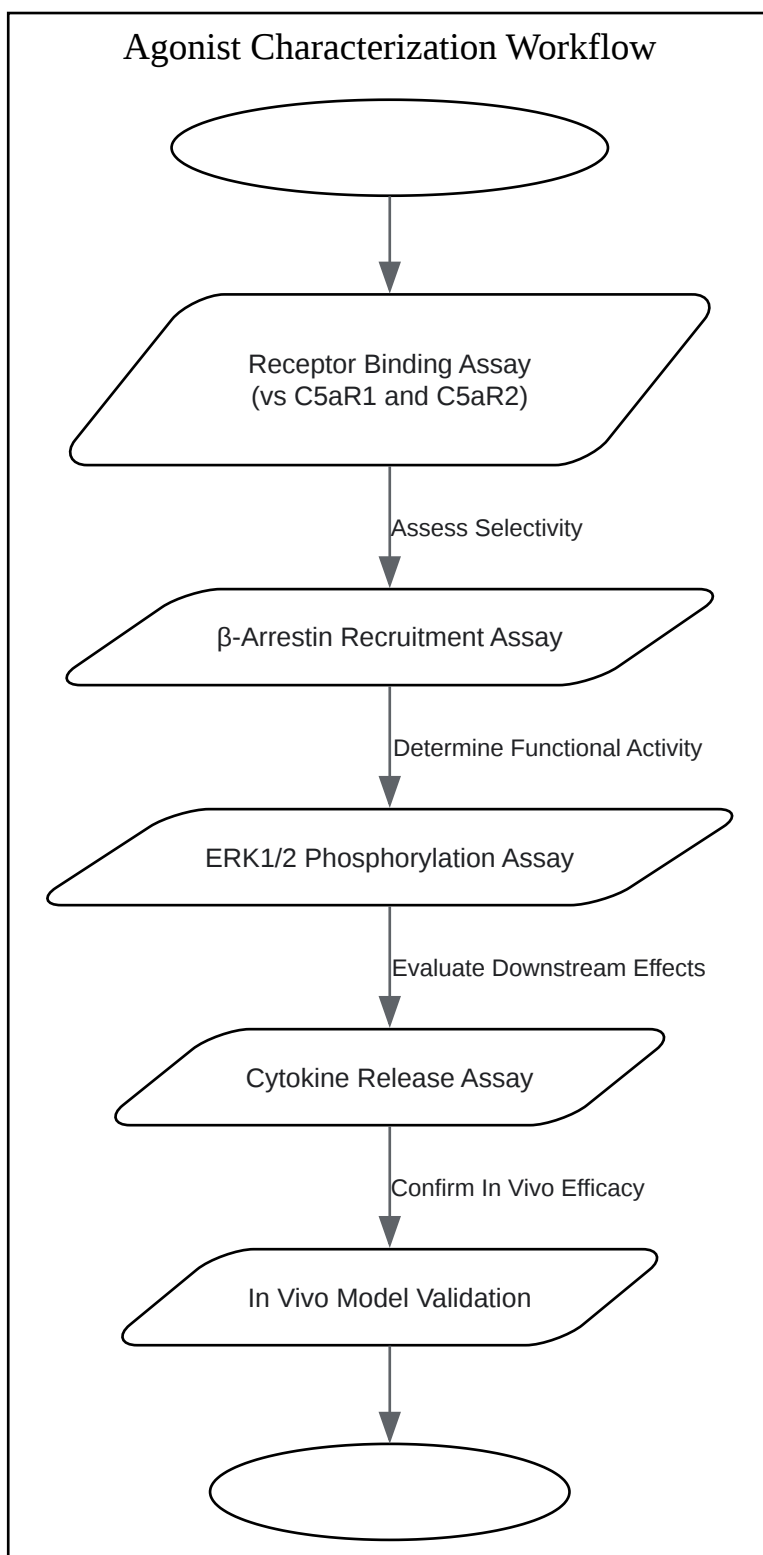 Agonist Characterization Workflow
Receptor Binding Assay
(vs C5aR1 and C5aR2)
Assess Selectivity
β-Arrestin Recruitment Assay
Determine Functional Activity
ERK1/2 Phosphorylation Assay
Evaluate Downstream Effects
Cytokine Release Assay
Confirm In Vivo Efficacy
In Vivo Model Validation